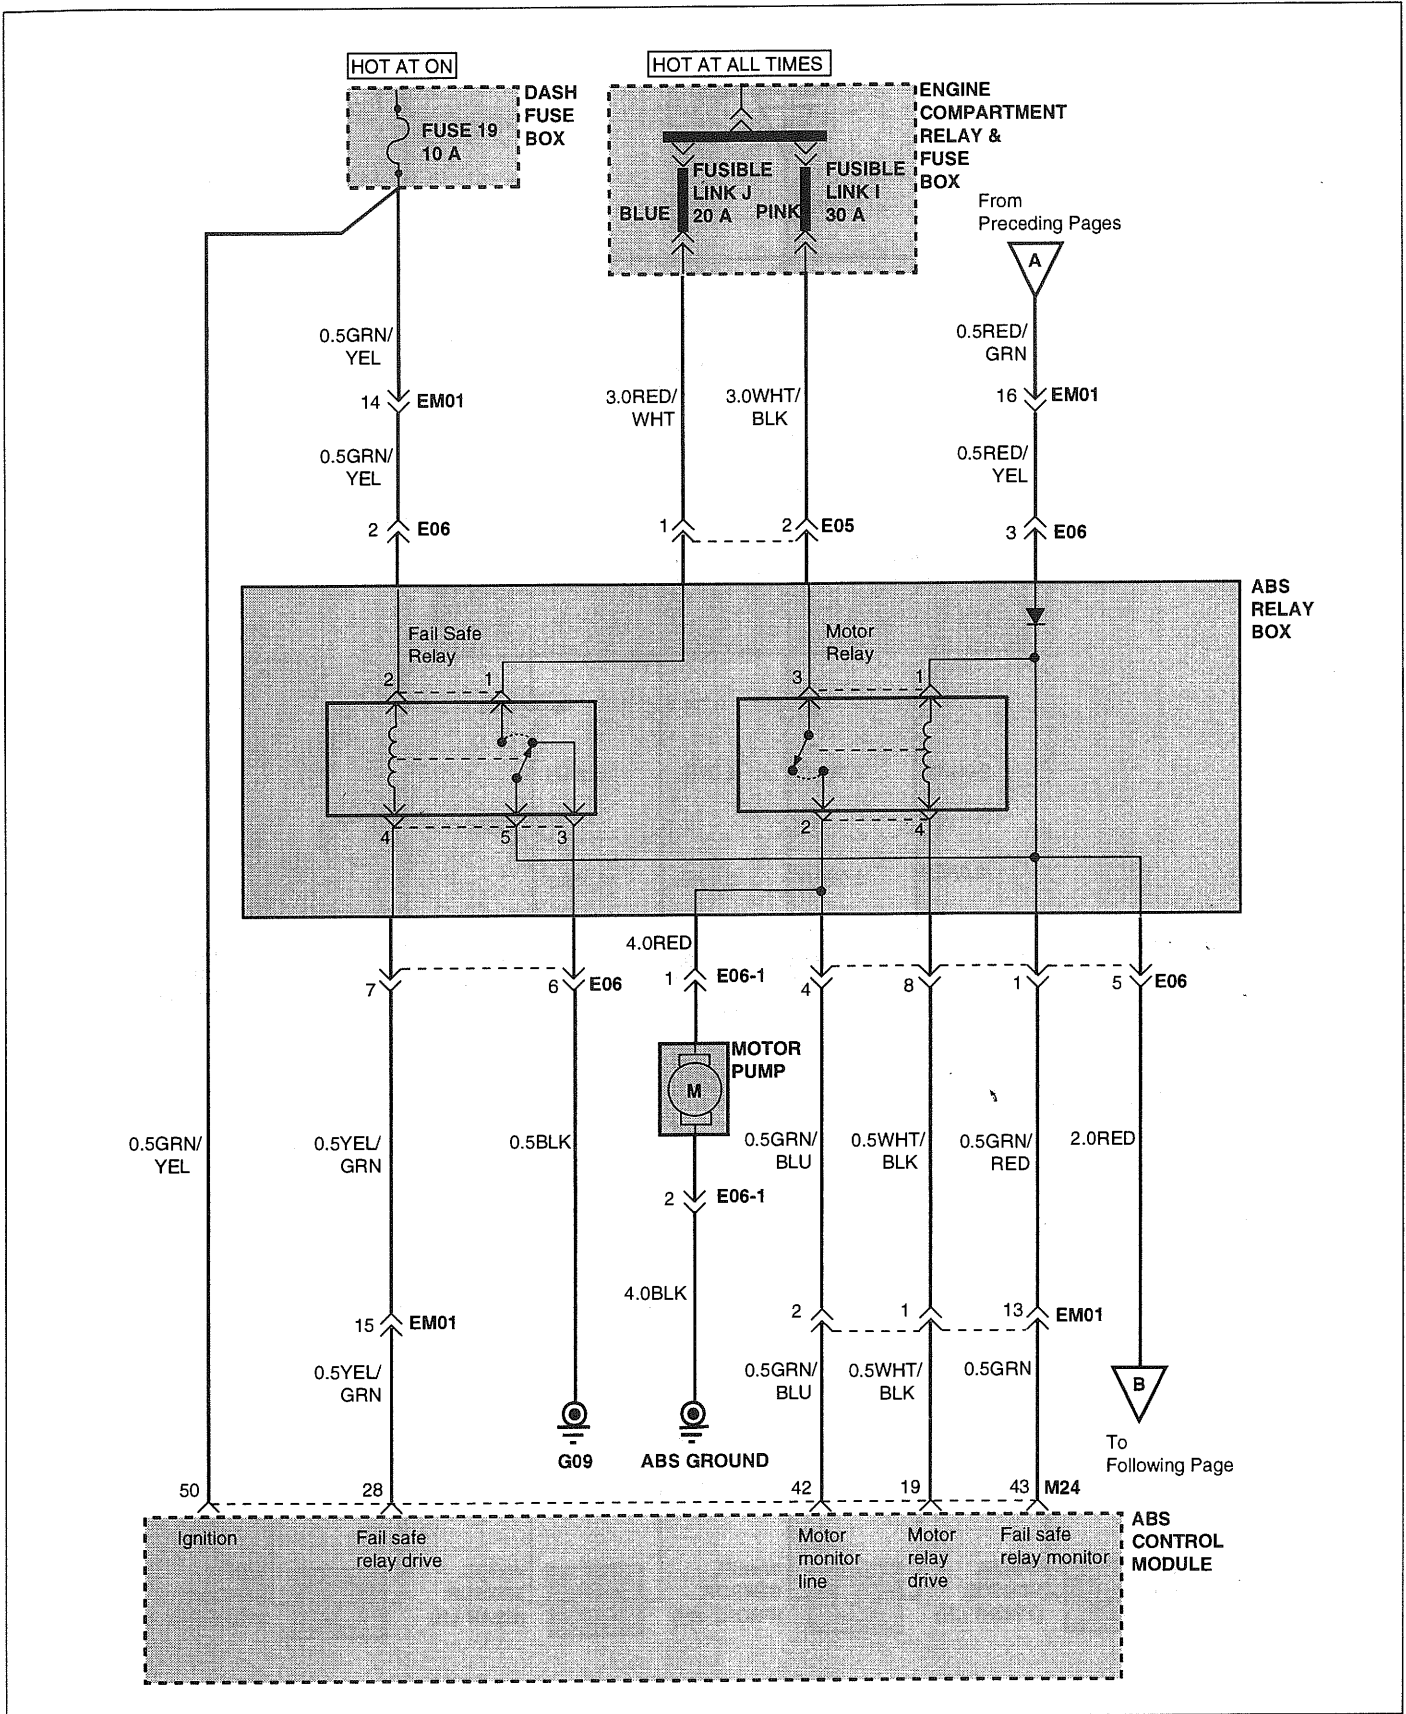 HOT AT ON
HOT AT ALL TIMES
DASH
FUSE
BOX
FUSE 19
10 A
ENGINE
COMPARTMENT
RELAY &
FUSE
BOX
FUSIBLE
LINK J
20 A
BLUE
FUSIBLE
LINK I
30 A
PINK
From
Preceding Pages
A
0.5GRN/
YEL
14
EM01
0.5GRN/
YEL
2
E06
3.0RED/
WHT
3.0WHT/
BLK
1
2
E05
0.5RED/
GRN
16
EM01
0.5RED/
YEL
3
E06
ABS
RELAY
BOX
Fail Safe
Relay
Motor
Relay
2
1
3
1
4
5
3
2
4
7
6
E06
4.0RED
1
E06-1
4
8
1
5
E06
MOTOR
PUMP
M
0.5GRN/
YEL
0.5YEL/
GRN
0.5BLK
0.5GRN/
BLU
0.5WHT/
BLK
0.5GRN/
RED
2.0RED
2
E06-1
4.0BLK
15
EM01
2
1
13
EM01
0.5YEL/
GRN
0.5GRN/
BLU
0.5WHT/
BLK
0.5GRN
B
To
Following Page
G09
ABS GROUND
50
28
42
19
43
M24
ABS
CONTROL
MODULE
Ignition
Fail safe
relay drive
Motor
monitor
line
Motor
relay
drive
Fail safe
relay monitor